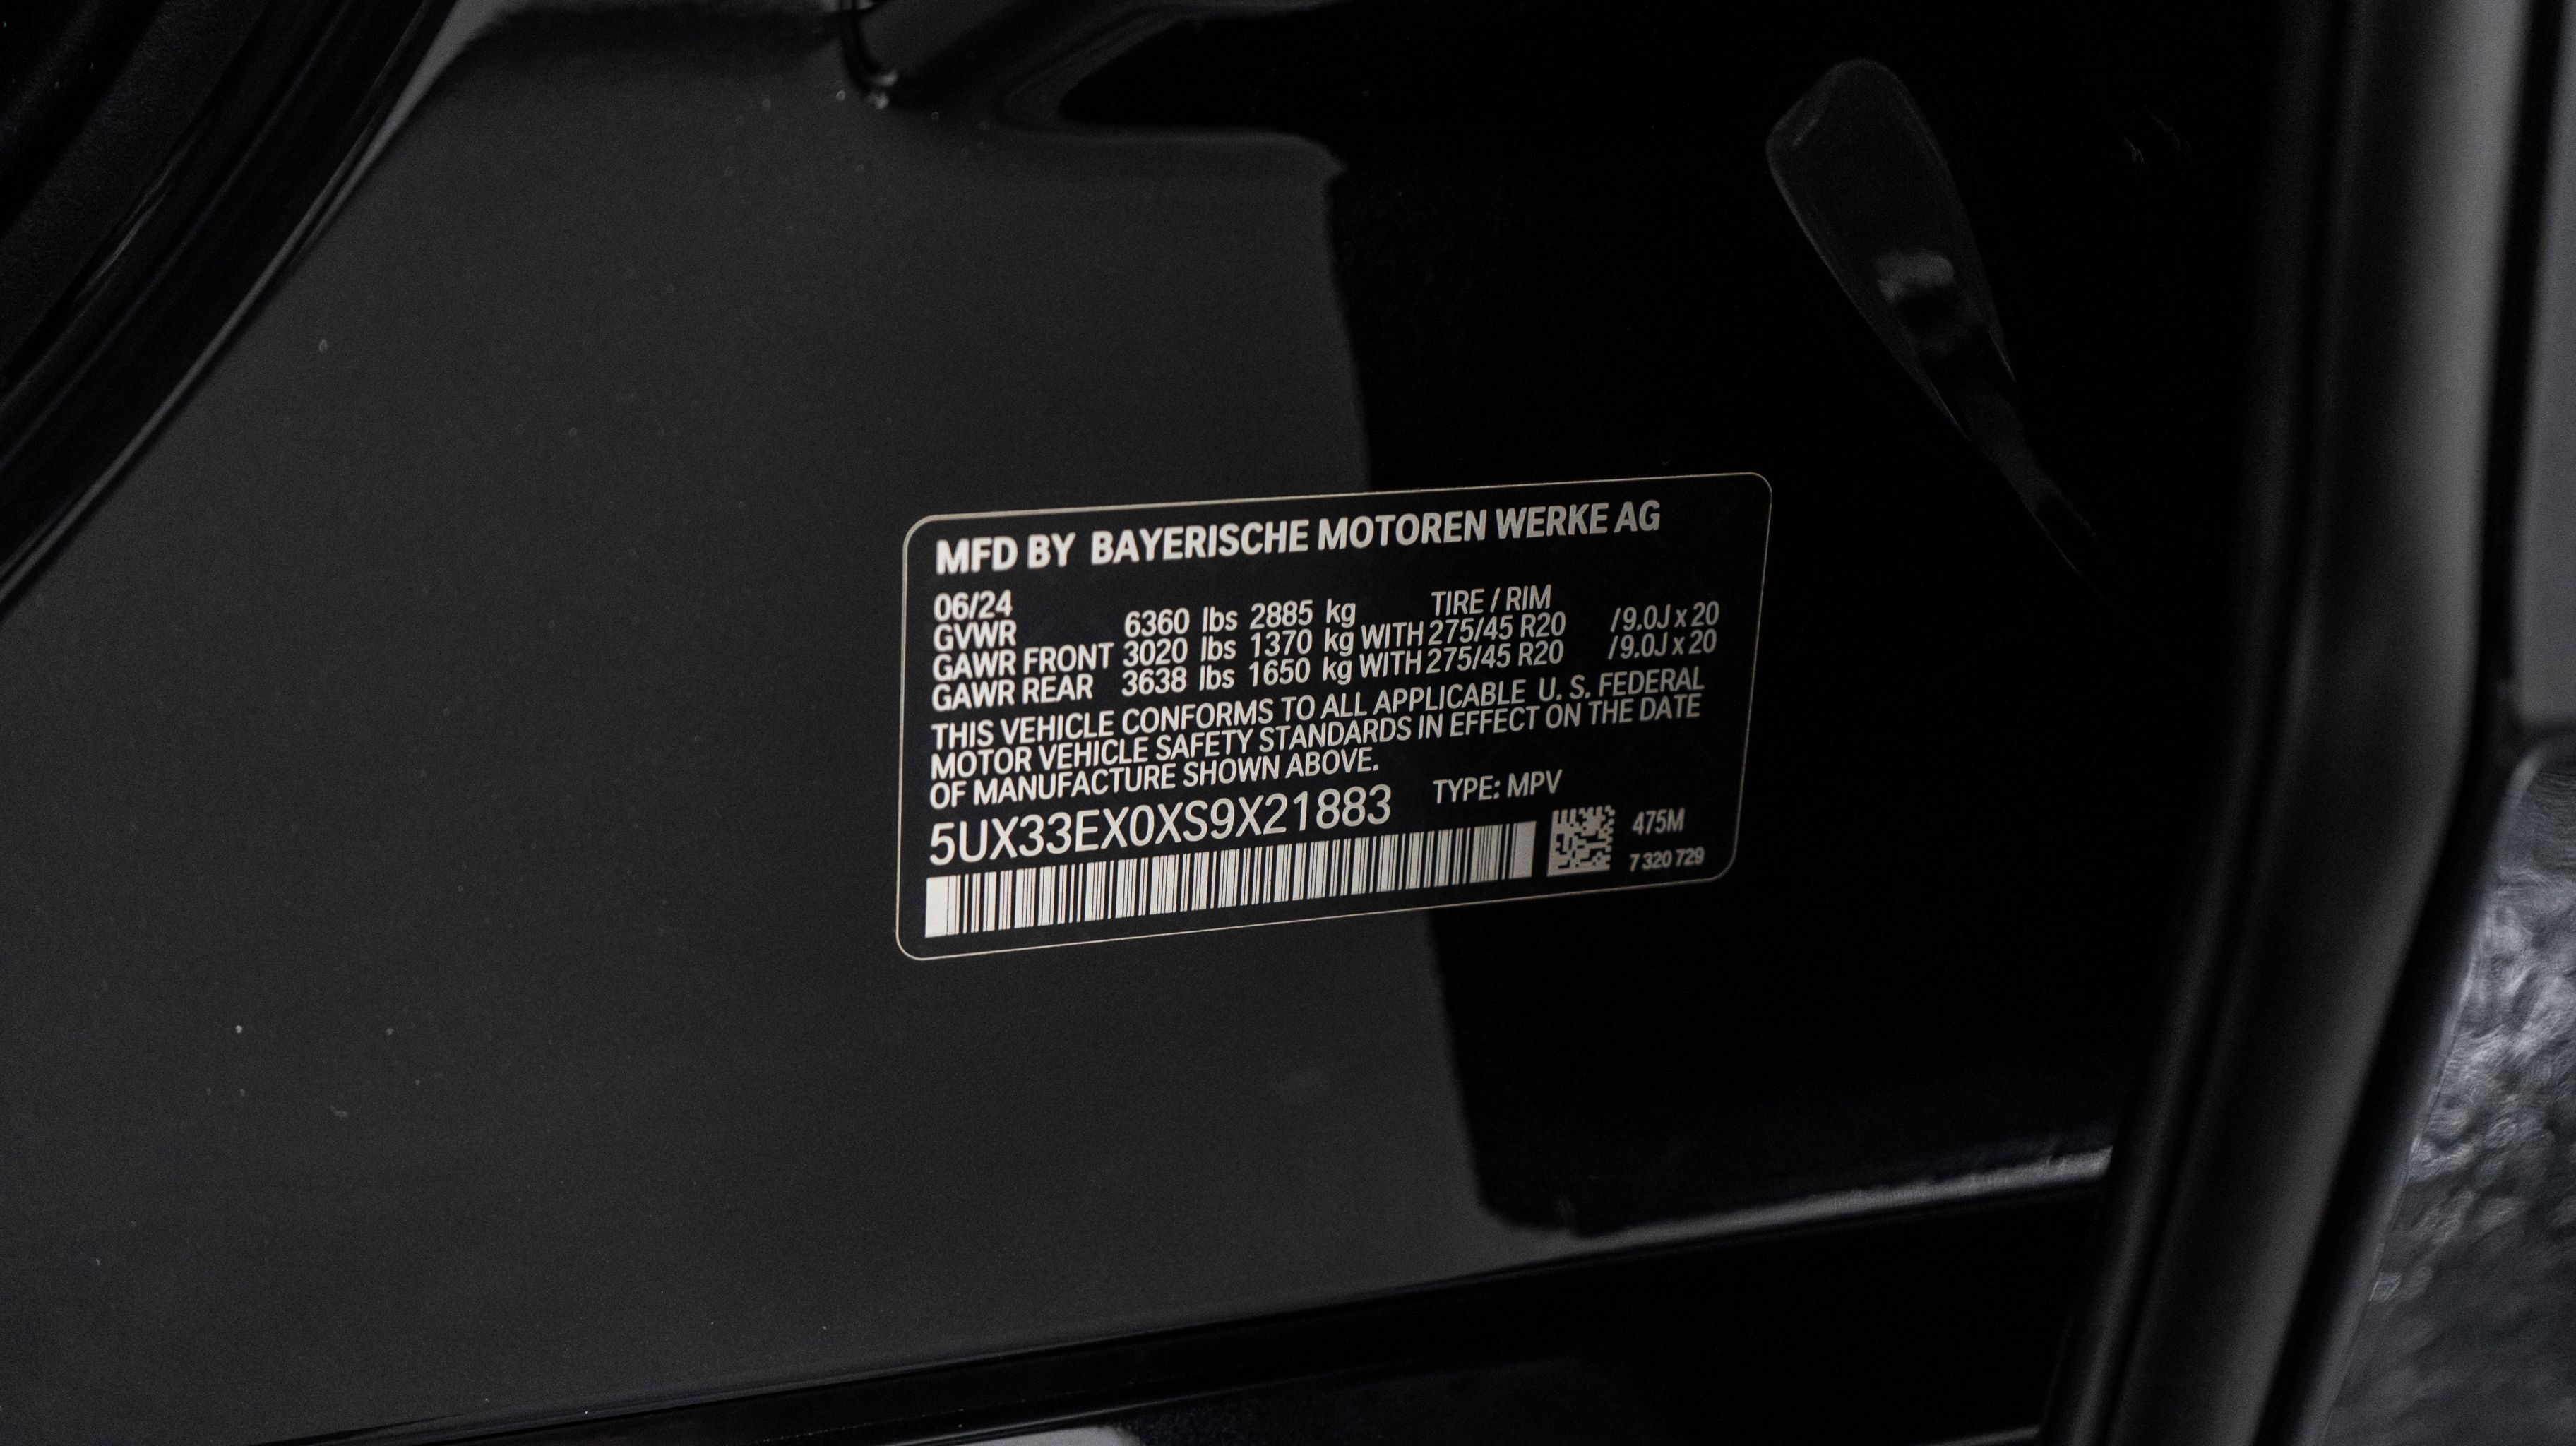 MFD BY BAYERISCHE MOTOREN WERKE AG
06/24 TIRE / RIM
GVWR 6360 lbs 2885 kg
GAWR FRONT 3020 lbs 1370 kg WITH 275/45 R20 /9.0J x 20
GAWR REAR 3638 lbs 1650 kg WITH 275/45 R20 /9.0J x 20
THIS VEHICLE CONFORMS TO ALL APPLICABLE U. S. FEDERAL
MOTOR VEHICLE SAFETY STANDARDS IN EFFECT ON THE DATE
OF MANUFACTURE SHOWN ABOVE.
5UX33EX0XS9X21883 TYPE: MPV
475M
7 320 729